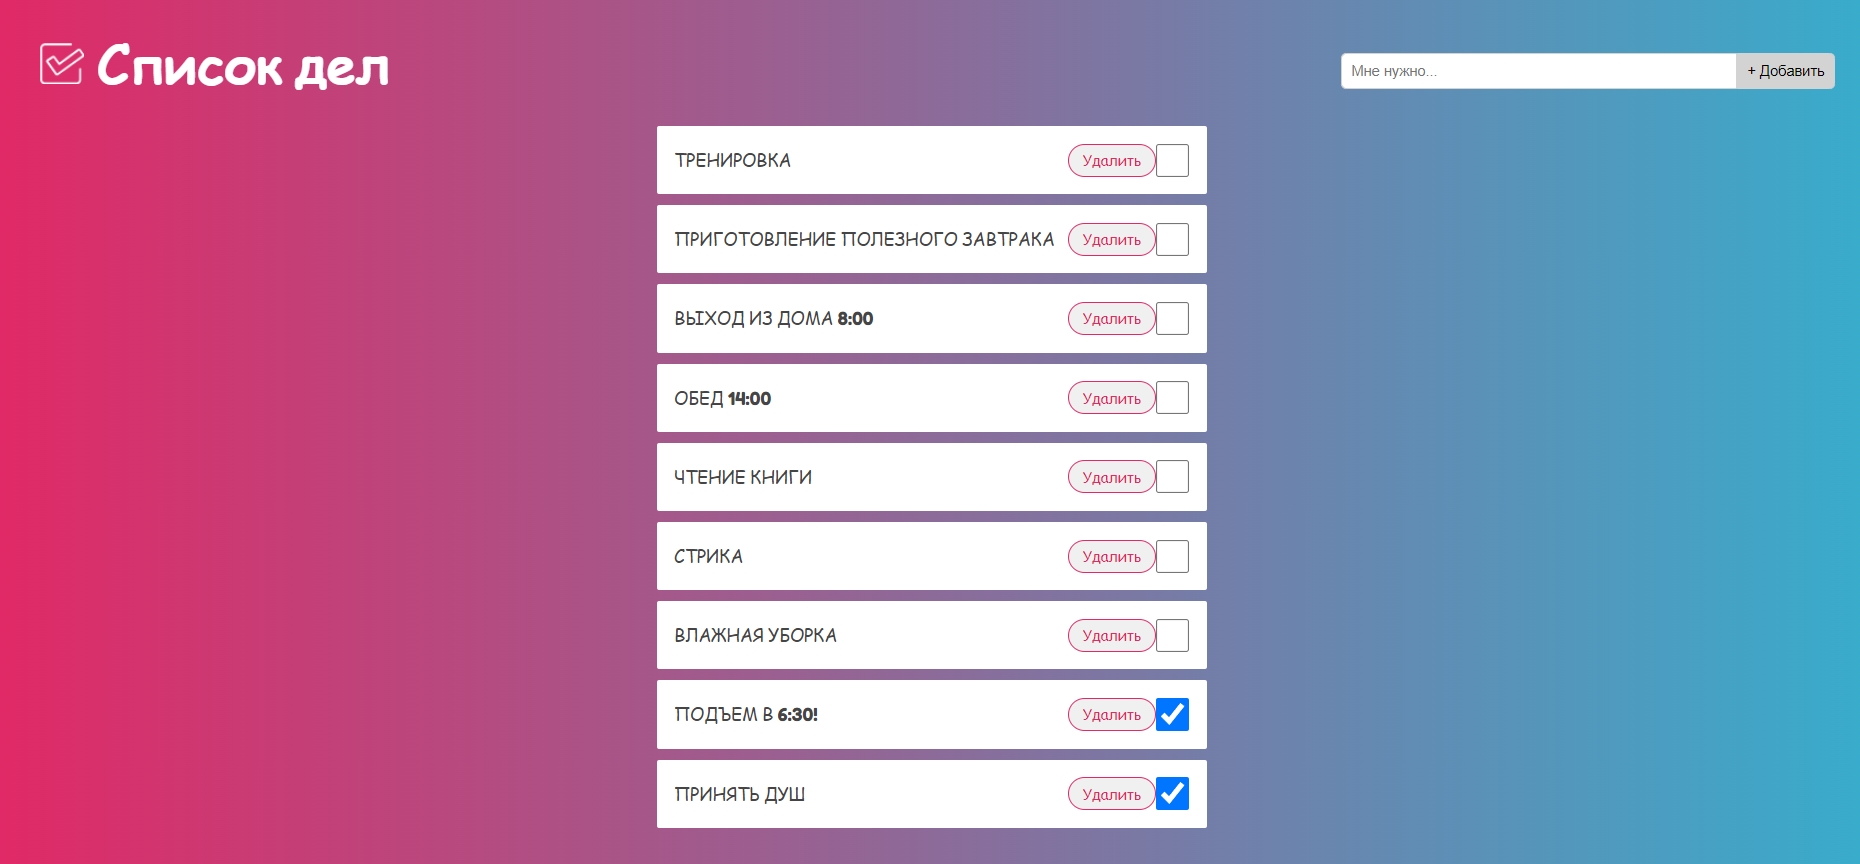 Список дел
Мне нужно...
+ Добавить
ТРЕНИРОВКА Удалить
ПРИГОТОВЛЕНИЕ ПОЛЕЗНОГО ЗАВТРАКА Удалить
ВЫХОД ИЗ ДОМА 8:00 Удалить
ОБЕД 14:00 Удалить
ЧТЕНИЕ КНИГИ Удалить
СТРИКА Удалить
ВЛАЖНАЯ УБОРКА Удалить
ПОДЪЕМ В 6:30! Удалить
ПРИНЯТЬ ДУШ Удалить